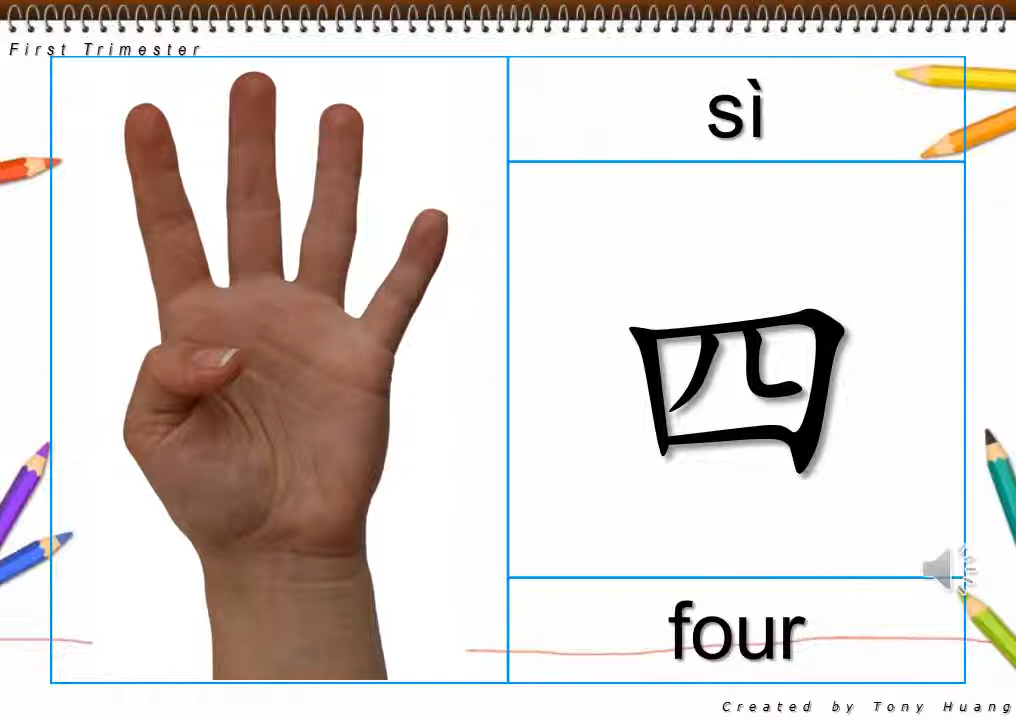 First Trimester
sì
四
four
Created by Tony Huang